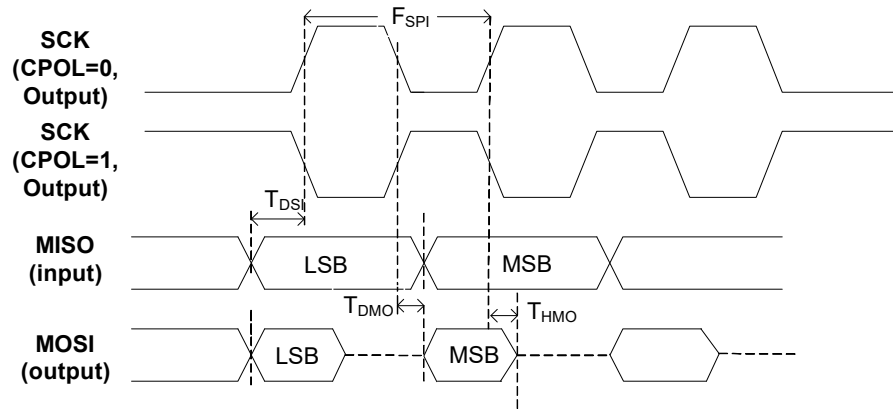 F_SPI
SCK
(CPOL=0,
Output)
SCK
(CPOL=1,
Output)
T_DSI
MISO
(input)
LSB
MSB
T_DMO
T_HMO
MOSI
(output)
LSB
MSB